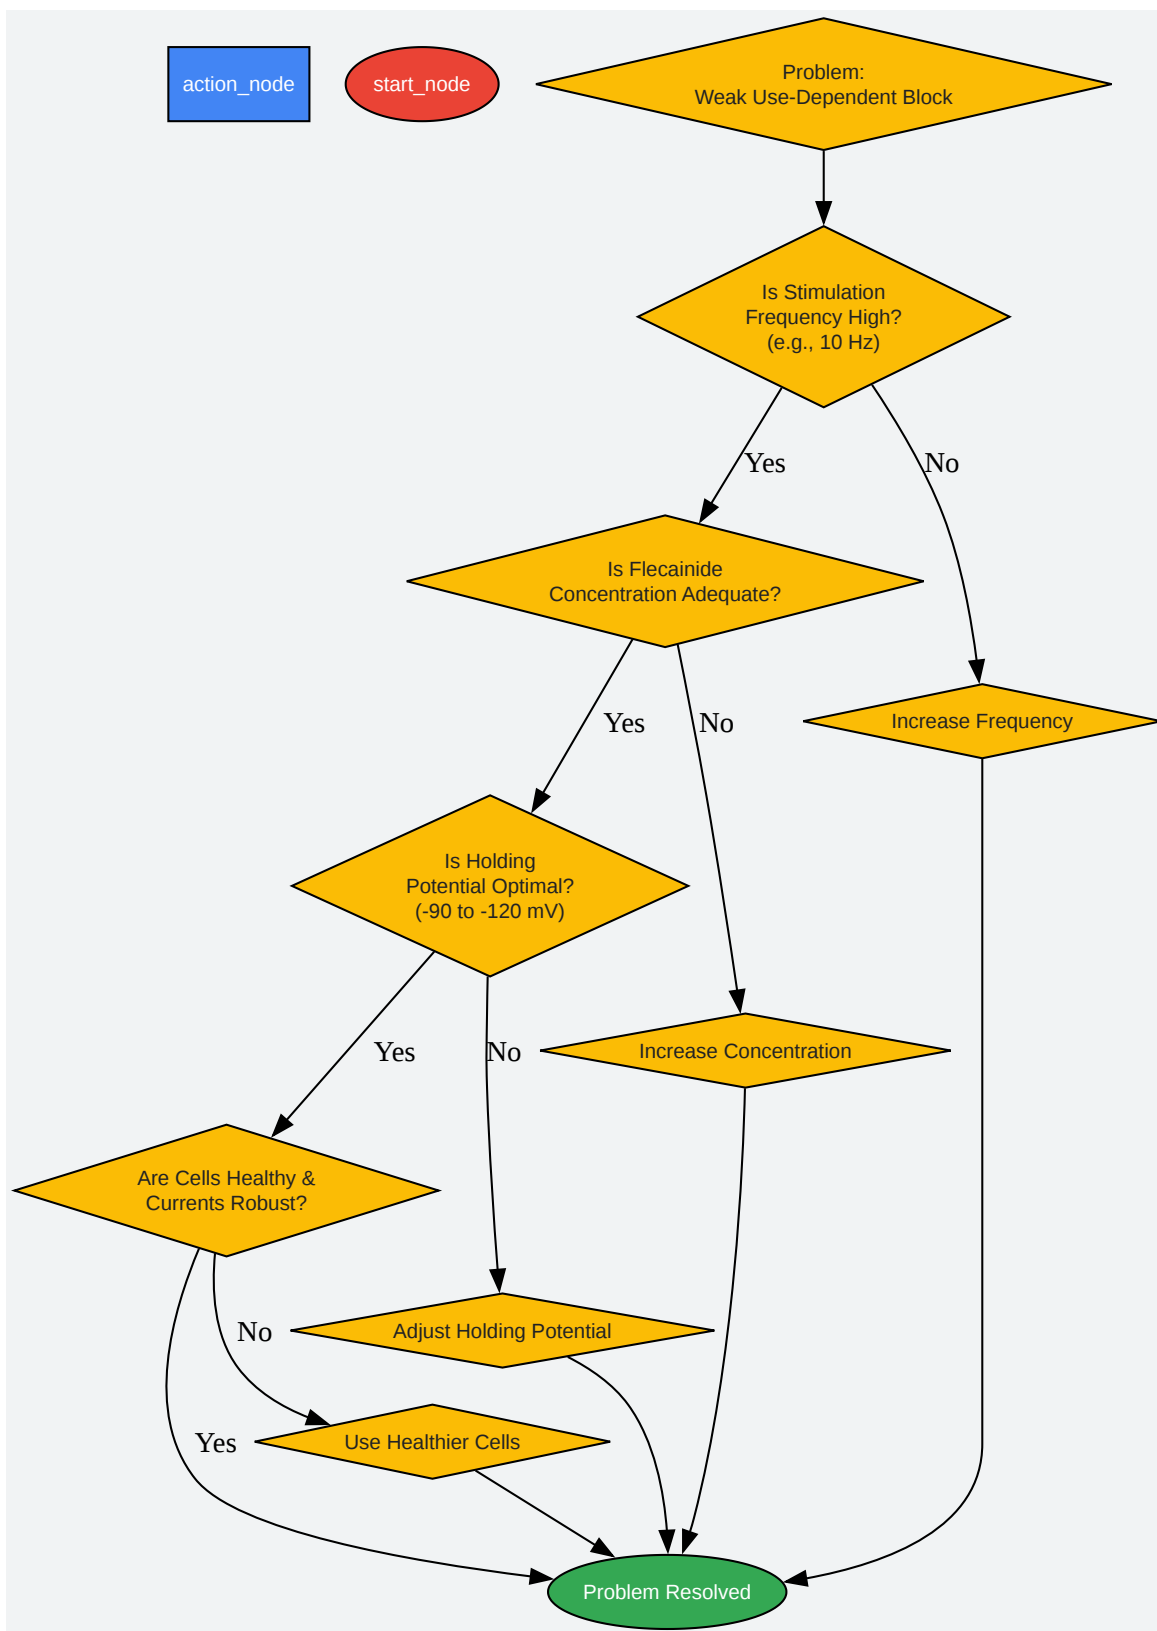 action_node
start_node
Problem:
Weak Use-Dependent Block
Is Stimulation
Frequency High?
(e.g., 10 Hz)
Yes
No
Is Flecainide
Concentration Adequate?
Yes
No
Increase Frequency
Is Holding
Potential Optimal?
(-90 to -120 mV)
Yes
No
Increase Concentration
Are Cells Healthy &
Currents Robust?
No
Adjust Holding Potential
Yes
Use Healthier Cells
Problem Resolved